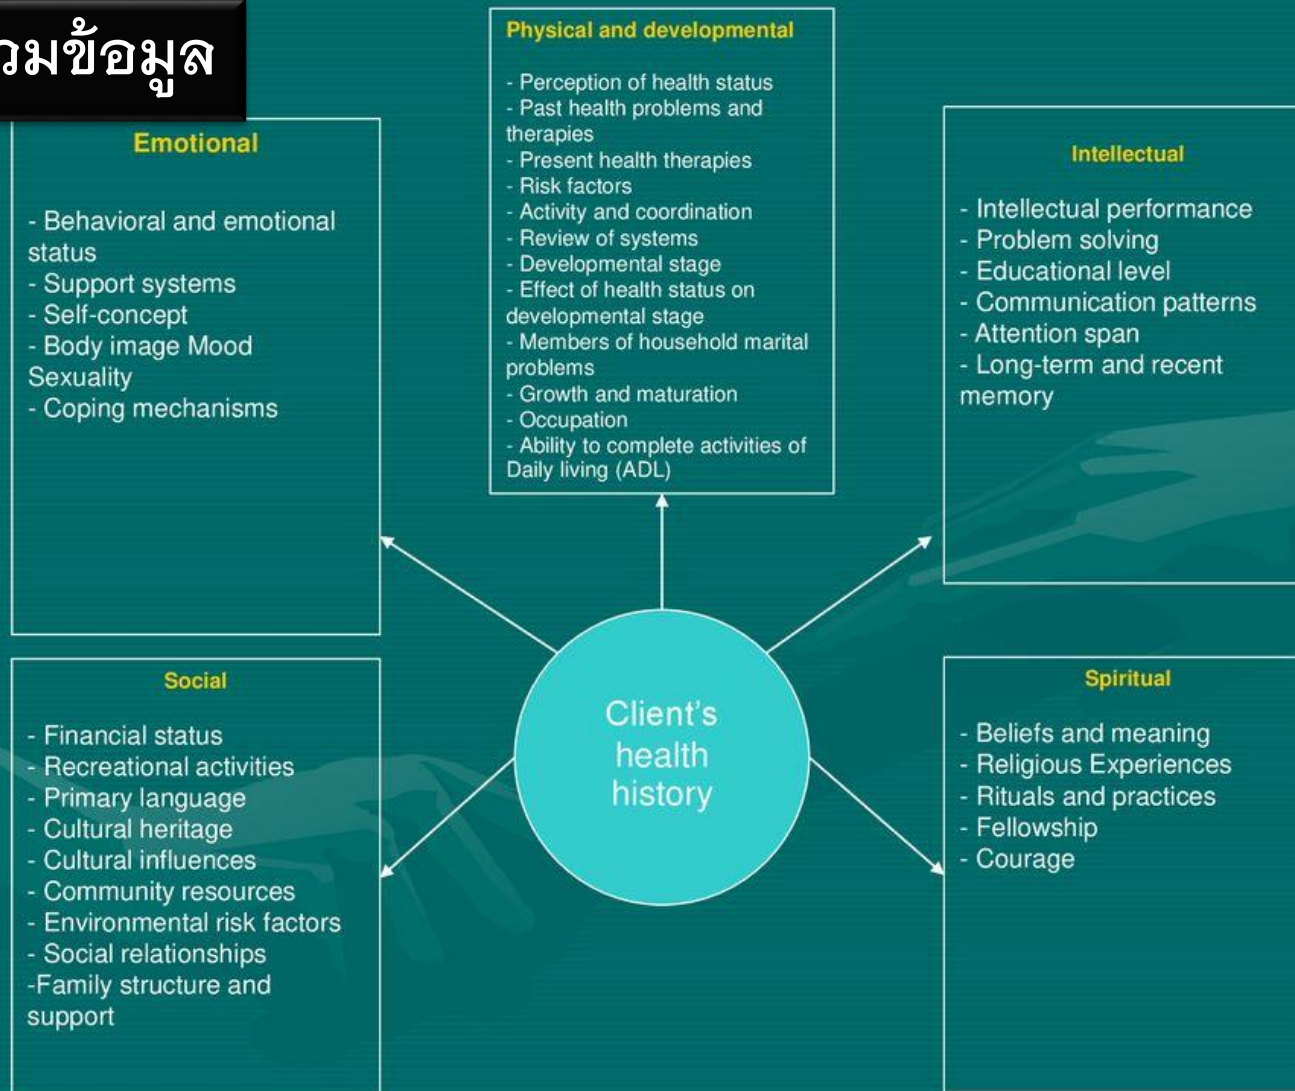 วมข้อมูล
Physical and developmental
- Perception of health status
- Past health problems and
therapies
- Present health therapies
- Risk factors
- Activity and coordination
- Review of systems
- Developmental stage
- Effect of health status on
developmental stage
- Members of household marital
problems
- Growth and maturation
- Occupation
- Ability to complete activities of
Daily living (ADL)
Emotional
- Behavioral and emotional
status
- Support systems
- Self-concept
- Body image Mood
Sexuality
- Coping mechanisms
Intellectual
- Intellectual performance
- Problem solving
- Educational level
- Communication patterns
- Attention span
- Long-term and recent
memory
Client's
health
history
Social
- Financial status
- Recreational activities
- Primary language
- Cultural heritage
- Cultural influences
- Community resources
- Environmental risk factors
- Social relationships
-Family structure and
support
Spiritual
- Beliefs and meaning
- Religious Experiences
- Rituals and practices
- Fellowship
- Courage